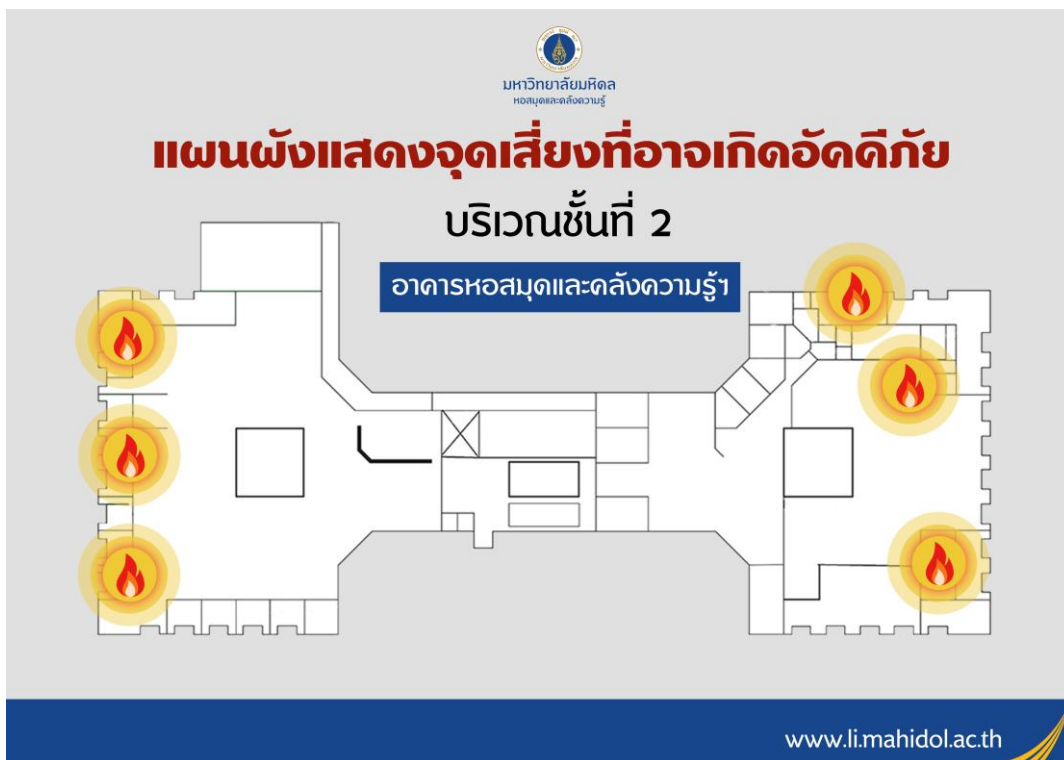 มหาวิทยาลัยมหิดล
หอสมุดและคลังความรู้
แผนผังแสดงจุดเสี่ยงที่อาจเกิดอัคคีภัย
บริเวณชั้นที่ 2
อาคารหอสมุดและคลังความรู้ฯ
www.li.mahidol.ac.th